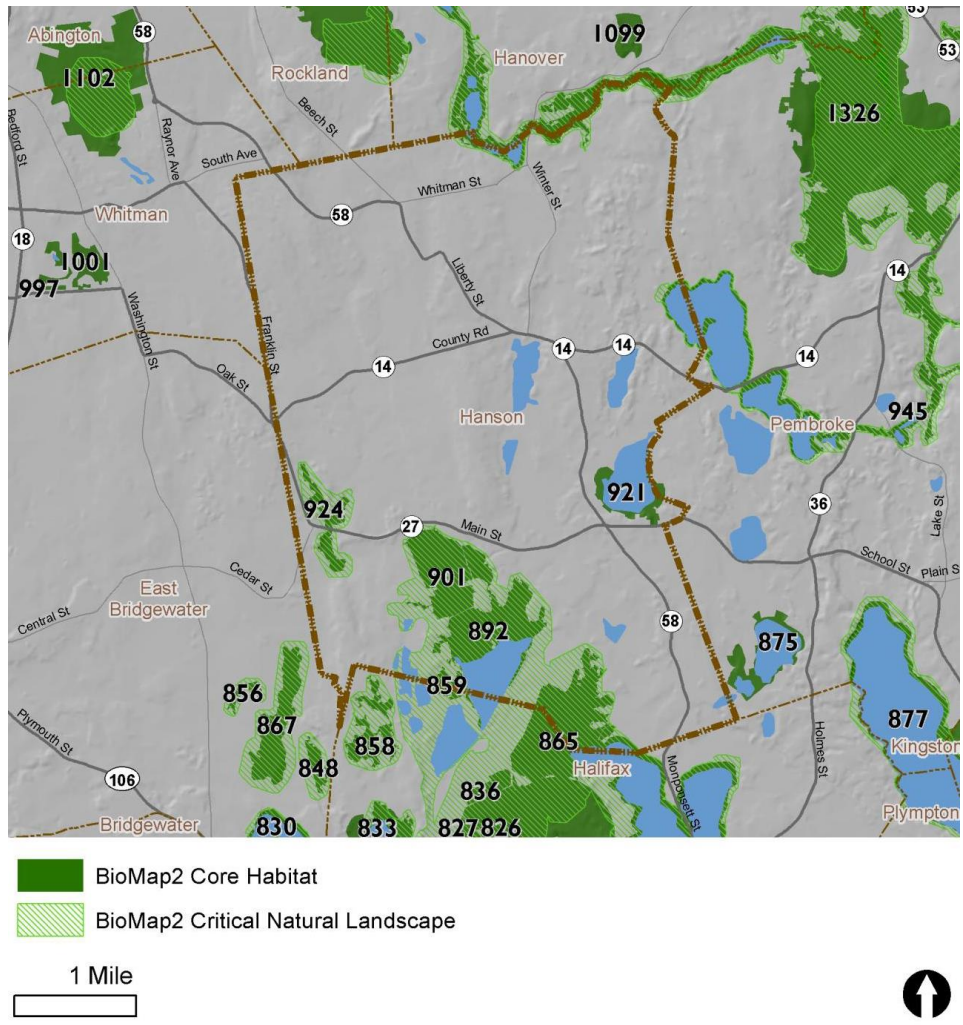 53
58
Abington
1099
Hanover
53
Rockland
1102
Beech St
1326
Bedford St
Raynor Ave
South Ave
Whitman St
Winter St
Whitman
58
18
1001
14
997
Liberty St
Washington St
Franklin St
County Rd
14
14
14
14
Oak St
Hanson
945
Pembroke
921
924
36
27
Main St
Lake St
School St
Plain S
Cedar St
901
East
Bridgewater
Central St
892
58
875
856
859
867
877
858
865
Kingston
848
Halifax
Holmes St
Plymouth St
106
836
Monponsett St
Plympton
Bridgewater
830
833
827 826
BioMap2 Core Habitat
BioMap2 Critical Natural Landscape
1 Mile